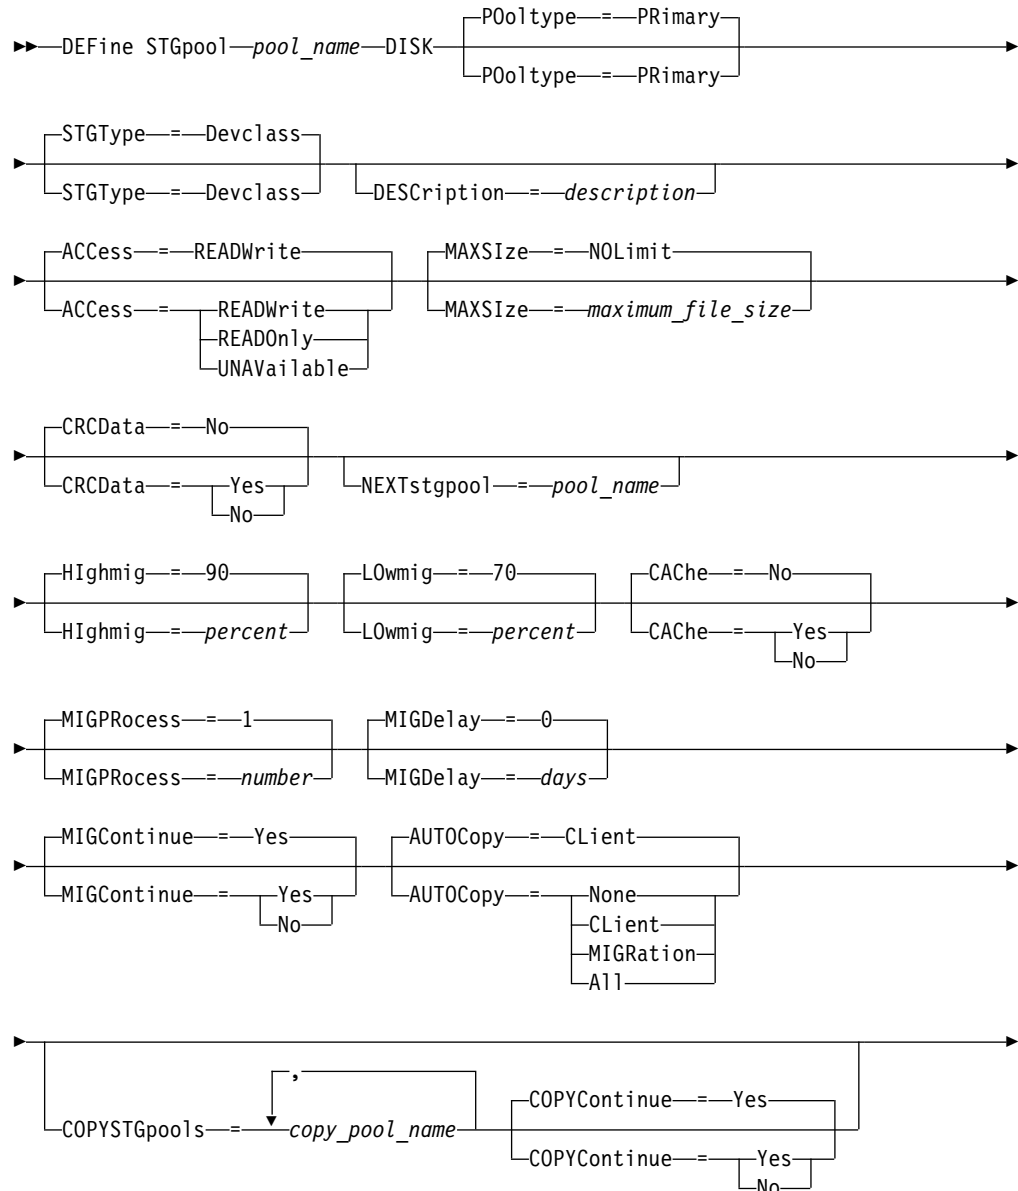 POoltype = PRimary
DEFine STGpool pool_name DISK
POoltype = PRimary
STGType = Devclass
STGType = Devclass
DESCription = description
ACCess = READWrite
ACCess = READWrite
READOnly
UNAVailable
MAXSIze = NOLimit
MAXSIze = maximum_file_size
CRCData = No
CRCData = Yes
No
NEXTstgpool = pool_name
HIghmig = 90
HIghmig = percent
LOwmig = 70
LOwmig = percent
CAChe = No
CAChe = Yes
No
MIGPRocess = 1
MIGPRocess = number
MIGDelay = 0
MIGDelay = days
MIGContinue = Yes
MIGContinue = Yes
No
AUTOCopy = CLient
AUTOCopy = None
CLient
MIGRation
All
,
COPYSTGpools = copy_pool_name
COPYContinue = Yes
COPYContinue = Yes
No